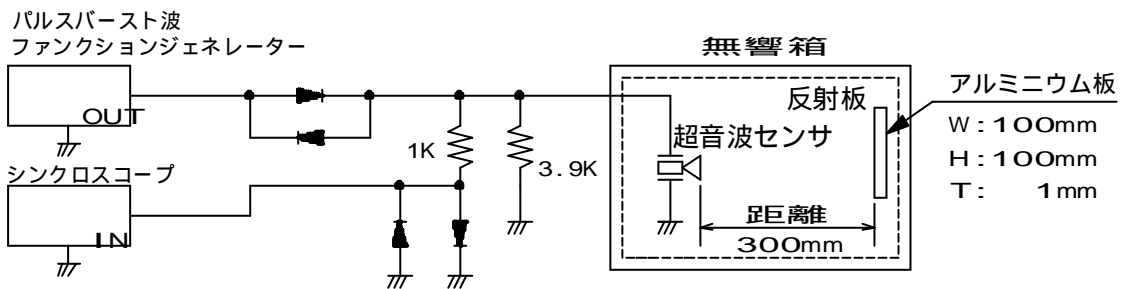 パルスバースト波
ファンクションジェネレーター
OUT
シンクロスコープ
IN
1K
3.9K
無響箱
反射板
超音波センサ
距離
300mm
アルミニウム板
W:100mm
H:100mm
T: 1mm